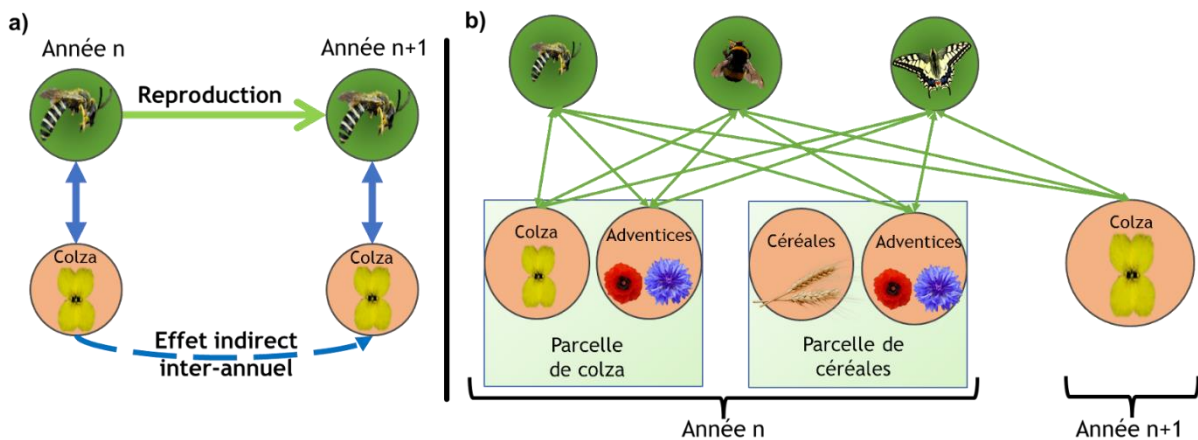 a)
Année n
Année n+1
Reproduction
Colza
Colza
Effet indirect
inter-annuel
b)
Colza
Adventices
Céréales
Adventices
Colza
Parcelle
de colza
Parcelle de
céréales
Année n
Année n+1